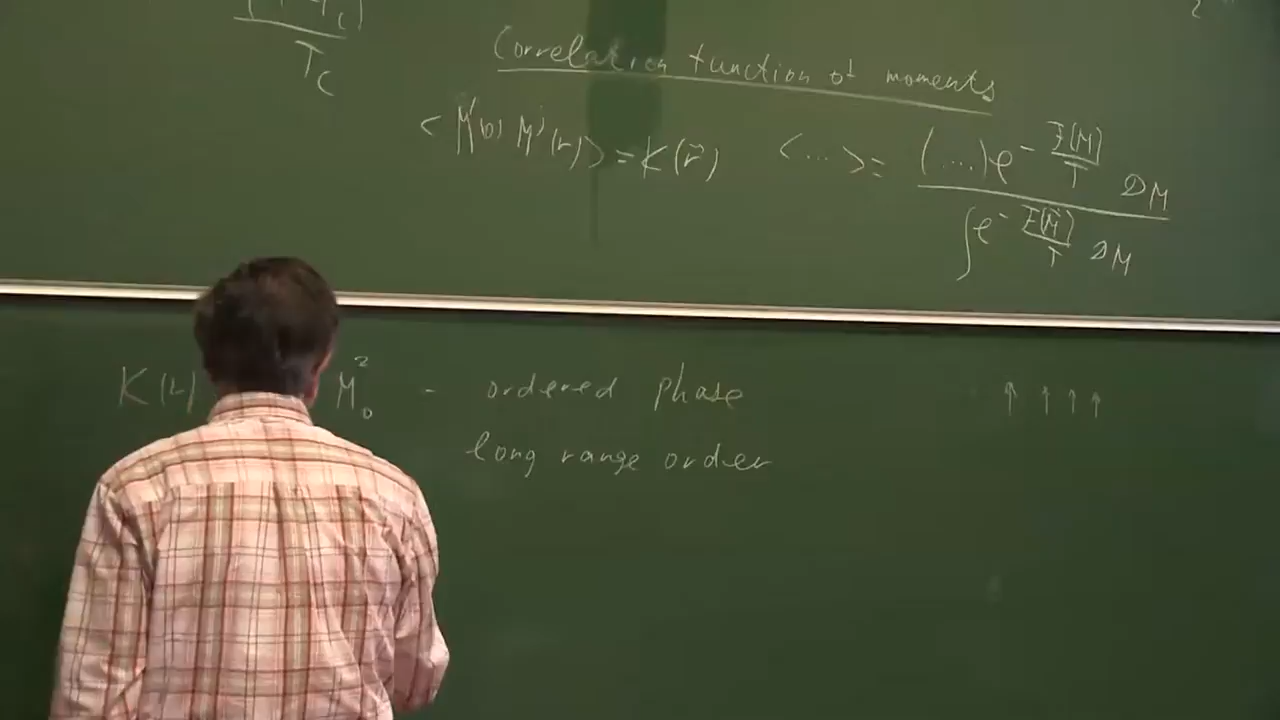 T_C
Correlation function of moments
< M^i(0) M^j(r) > = K(r⃗)
<...> = (...) e^{-F[M]/T} DM / ∫ e^{-F[M⃗]/T} DM
K(r) M_0^2 - ordered phase ↑ ↑ ↑ ↑
long range order